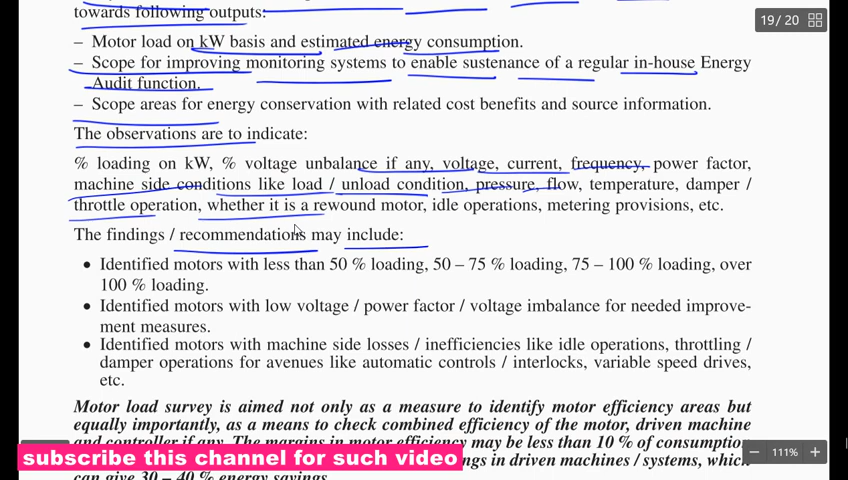 towards following outputs:
19 / 20
– Motor load on kW basis and estimated energy consumption.
– Scope for improving monitoring systems to enable sustenance of a regular in-house Energy
Audit function.
– Scope areas for energy conservation with related cost benefits and source information.
The observations are to indicate:
% loading on kW, % voltage unbalance if any, voltage, current, frequency, power factor,
machine side conditions like load / unload condition, pressure, flow, temperature, damper /
throttle operation, whether it is a rewound motor, idle operations, metering provisions, etc.
The findings / recommendations may include:
• Identified motors with less than 50 % loading, 50 – 75 % loading, 75 – 100 % loading, over
100 % loading.
• Identified motors with low voltage / power factor / voltage imbalance for needed improve-
ment measures.
• Identified motors with machine side losses / inefficiencies like idle operations, throttling /
damper operations for avenues like automatic controls / interlocks, variable speed drives,
etc.
Motor load survey is aimed not only as a measure to identify motor efficiency areas but
equally importantly, as a means to check combined efficiency of the motor, driven machine
and controller if any. The margins in motor efficiency may be less than 10 % of consumption
ngs in driven machines / systems, which
can give 30 – 40 % energy savings.
− 111% +
subscribe this channel for such video